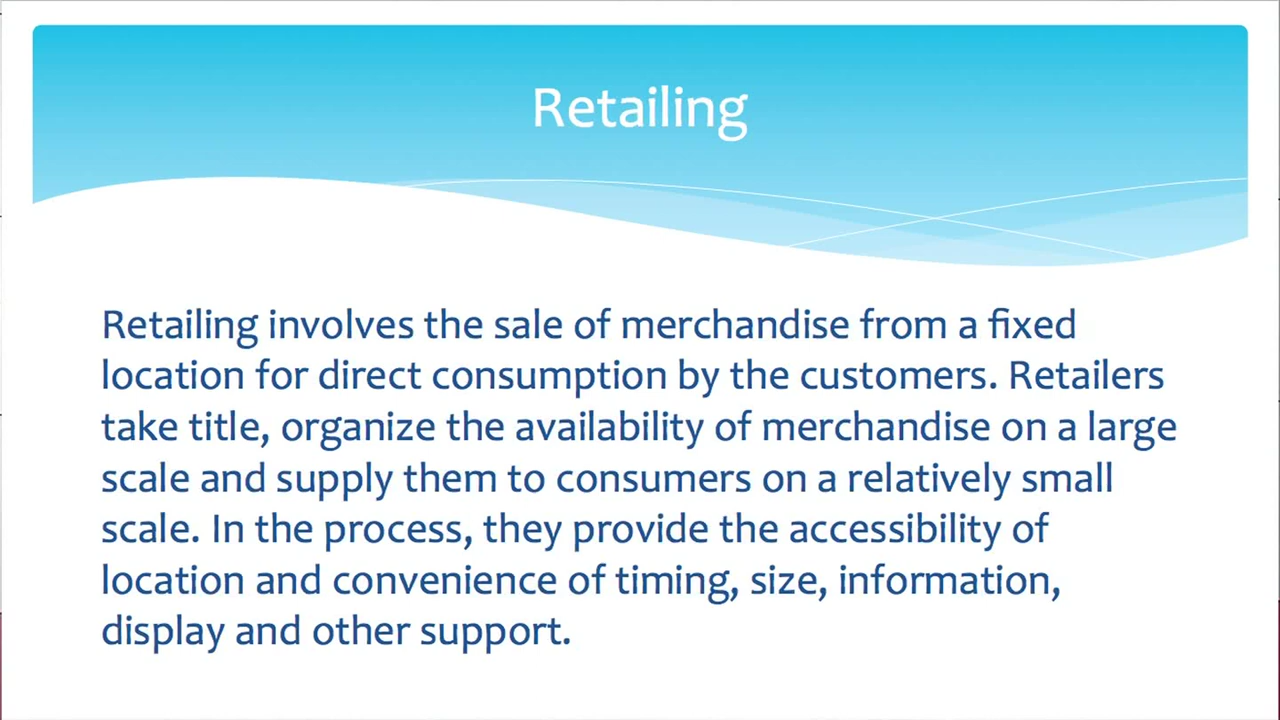 Retailing
Retailing involves the sale of merchandise from a fixed
location for direct consumption by the customers. Retailers
take title, organize the availability of merchandise on a large
scale and supply them to consumers on a relatively small
scale. In the process, they provide the accessibility of
location and convenience of timing, size, information,
display and other support.